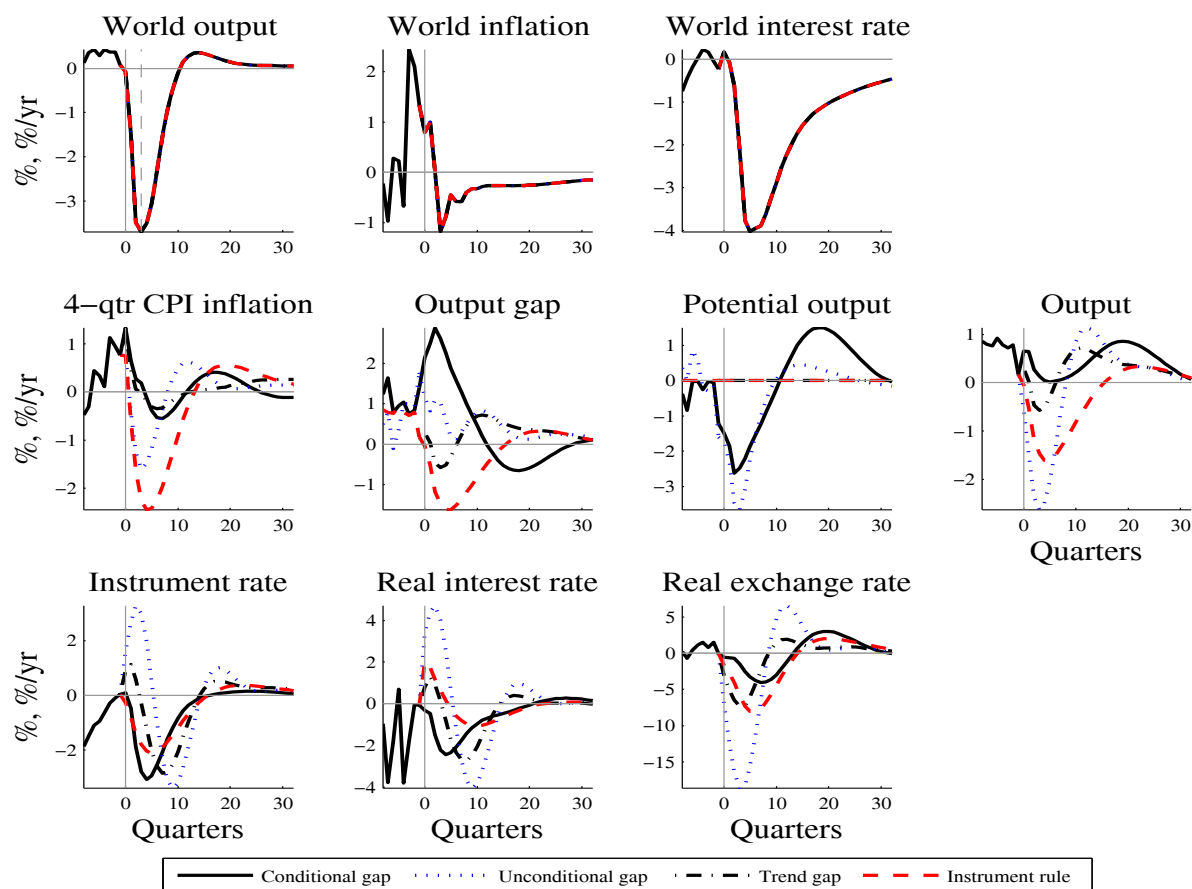 World output World inflation World interest rate
%, %/yr
0
−1
−2
−3
0 10 20 30
2
1
0
−1
0 10 20 30
0
−1
−2
−3
−4
0 10 20 30
4−qtr CPI inflation Output gap Potential output Output
%, %/yr
1
0
−1
−2
0 10 20 30
2
1
0
−1
0 10 20 30
1
0
−1
−2
−3
0 10 20 30
1
0
−1
−2
0 10 20 30
Quarters
Instrument rate Real interest rate Real exchange rate
%, %/yr
2
0
−2
0 10 20 30
Quarters
4
2
0
−2
−4
0 10 20 30
Quarters
5
0
−5
−10
−15
0 10 20 30
Quarters
Conditional gap Unconditional gap Trend gap Instrument rule